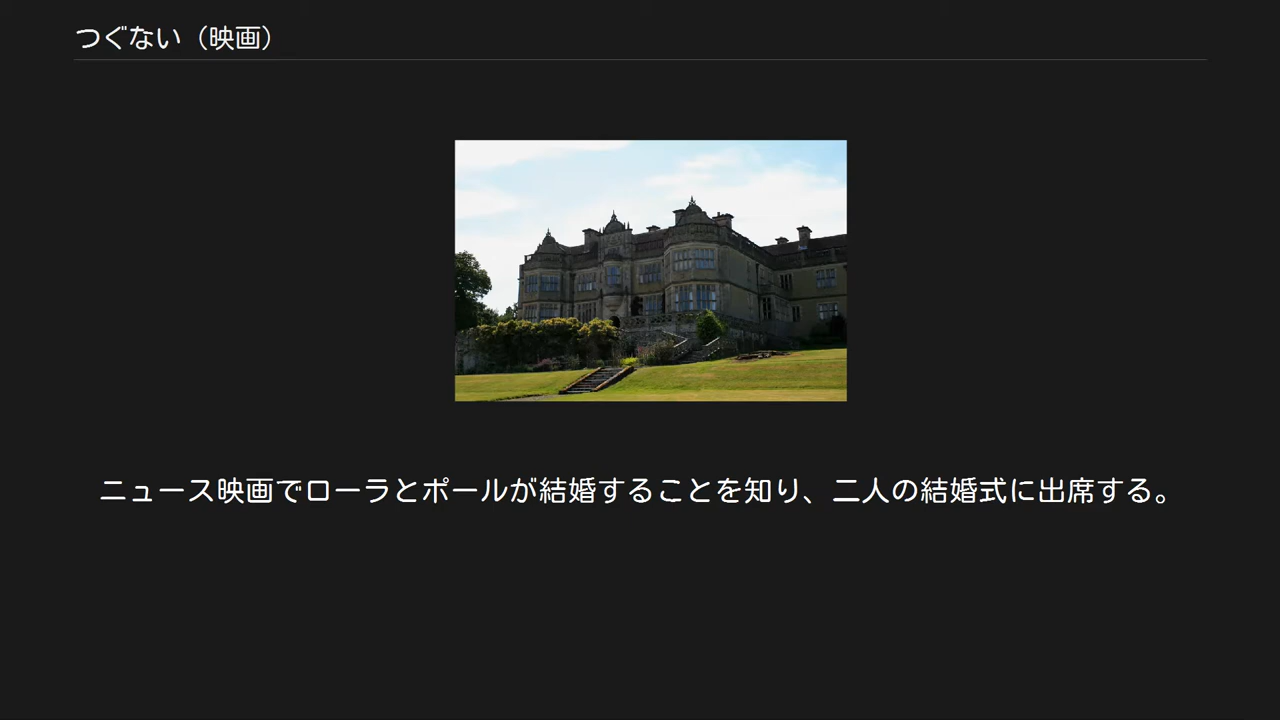 つぐない（映画）
ニュース映画でローラとポールが結婚することを知り、二人の結婚式に出席する。